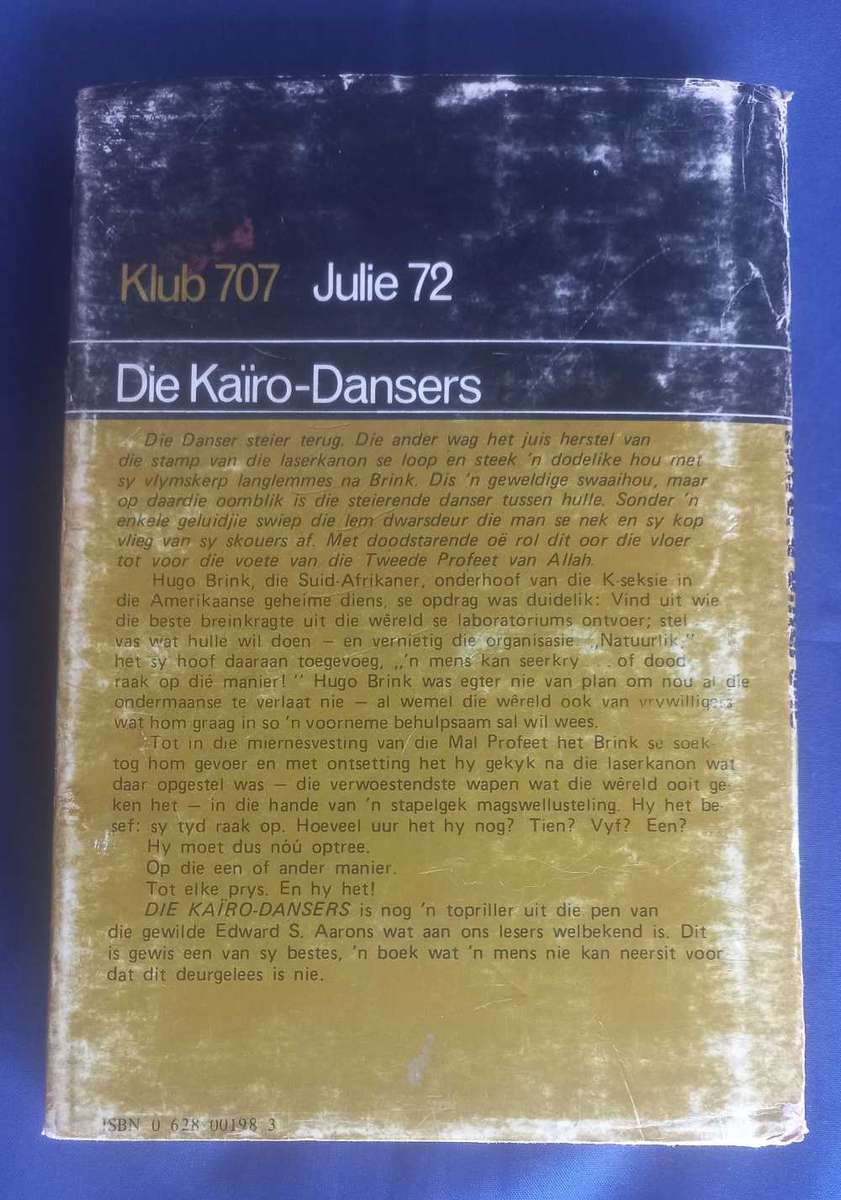 Klub 707 Julie 72
Die Kaïro-Dansers
Die Danser steier terug. Die ander wag het juis herstel van
die stamp van die laserkanon se loop en steek 'n dodelike hou met
sy vlymskerp langlemmes na Brink. Dis 'n geweldige swaaihou, maar
op daardie oomblik is die steierende danser tussen hulle. Sonder 'n
enkele geluidjie swiep die lem dwarsdeur die man se nek en sy kop
vlieg van sy skouers af. Met doodstarende oë rol dit oor die vloer
tot voor die voete van die Tweede Profeet van Allah.
Hugo Brink, die Suid-Afrikaner, onderhoof van die K-seksie in
die Amerikaanse geheime diens, se opdrag was duidelik: Vind uit wie
die beste breinkragte uit die wêreld se laboratoriums ontvoer; stel
vas wat hulle wil doen — en vernietig die organisasie. „Natuurlik,"
het sy hoof daaraan toegevoeg, „'n mens kan seerkry . . . of dood
raak op dié manier!" Hugo Brink was egter nie van plan om nou al die
ondermaanse te verlaat nie — al wemel die wêreld ook van vrywilligers
wat hom graag in so 'n voorneme behulpsaam sal wil wees.
Tot in die miernesvesting van die Mal Profeet het Brink se soek-
tog hom gevoer en met ontsetting het hy gekyk na die laserkanon wat
daar opgestel was — die verwoestendste wapen wat die wêreld ooit ge-
ken het — in die hande van 'n stapelgek magswellusteling. Hy het be-
sef: sy tyd raak op. Hoeveel uur het hy nog? Tien? Vyf? Een?
Hy moet dus nóú optree.
Op die een of ander manier.
Tot elke prys. En hy het!
DIE KAÏRO-DANSERS is nog 'n topriller uit die pen van
die gewilde Edward S. Aarons wat aan ons lesers welbekend is. Dit
is gewis een van sy bestes, 'n boek wat 'n mens nie kan neersit voor
dat dit deurgelees is nie.
ISBN 0 628 00198 3